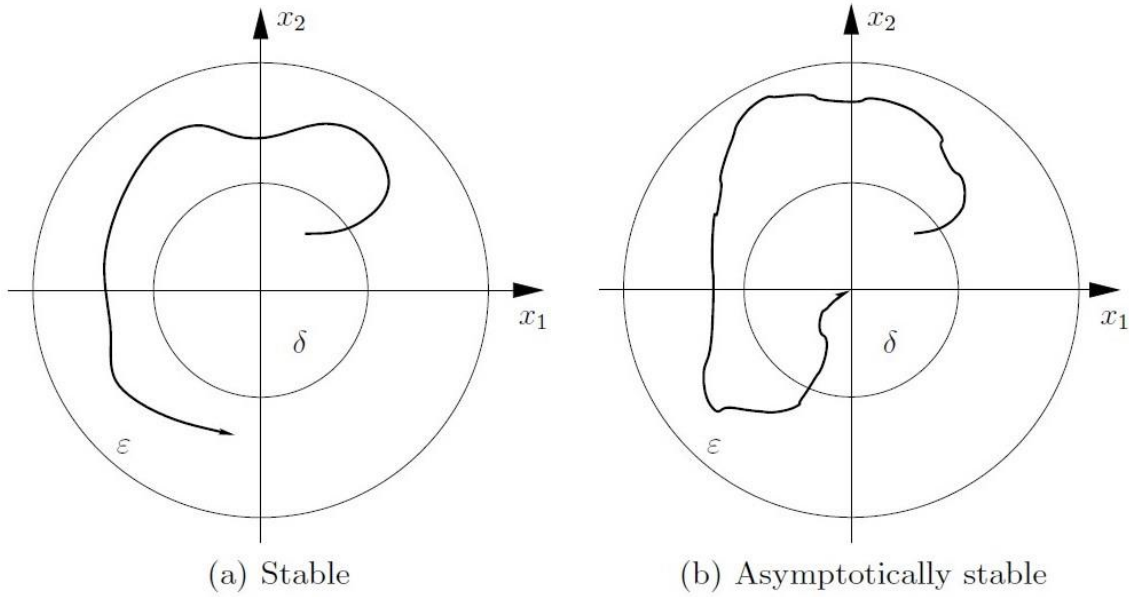 x₂
x₁
δ
ε
(a) Stable
x₂
x₁
δ
ε
(b) Asymptotically stable